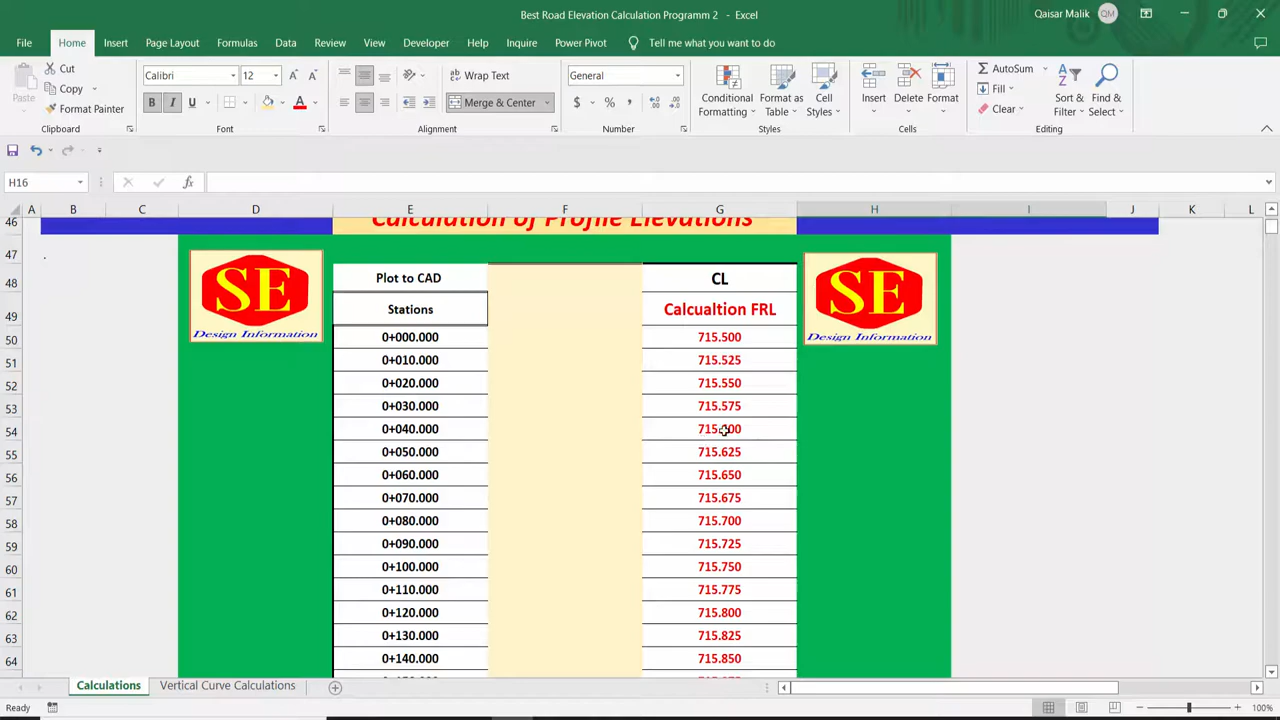 Best Road Elevation Calculation Programm 2 - Excel
Qaisar Malik QM
File Home Insert Page Layout Formulas Data Review View Developer Help Inquire Power Pivot Tell me what you want to do
Paste Cut Calibri 12 Wrap Text General Conditional Formatting Format as Table Cell Styles Insert Delete Format AutoSum Sort & Filter Find & Select
Copy Fill
Format Painter B I U A Merge & Center $ % , Clear
Clipboard Font Alignment Number Styles Cells Editing
H16 fx
A B C D E F G H I J K L
46 Calculation of Profile Elevations
47 .
48 Plot to CAD CL
SE Design Information SE Design Information
49 Stations Calcualtion FRL
50 0+000.000 715.500
51 0+010.000 715.525
52 0+020.000 715.550
53 0+030.000 715.575
54 0+040.000 715.600
55 0+050.000 715.625
56 0+060.000 715.650
57 0+070.000 715.675
58 0+080.000 715.700
59 0+090.000 715.725
60 0+100.000 715.750
61 0+110.000 715.775
62 0+120.000 715.800
63 0+130.000 715.825
64 0+140.000 715.850
Calculations Vertical Curve Calculations
Ready 100%